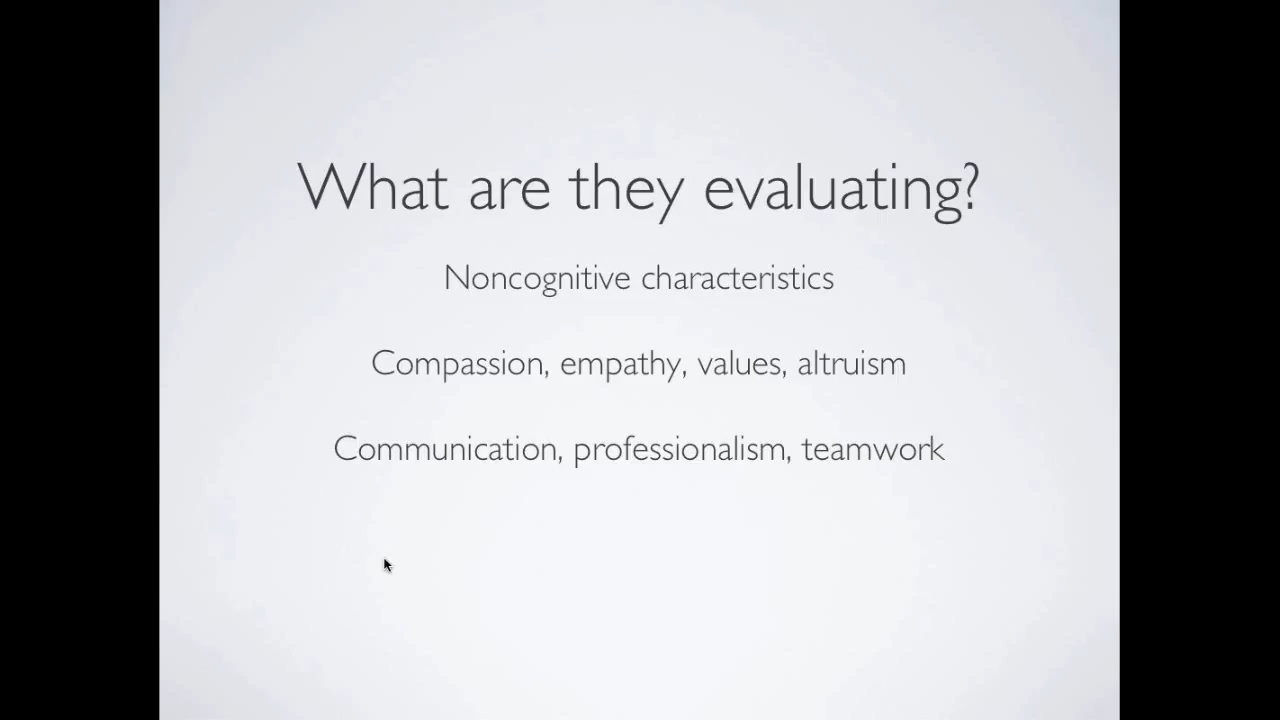 What are they evaluating?
Noncognitive characteristics
Compassion, empathy, values, altruism
Communication, professionalism, teamwork